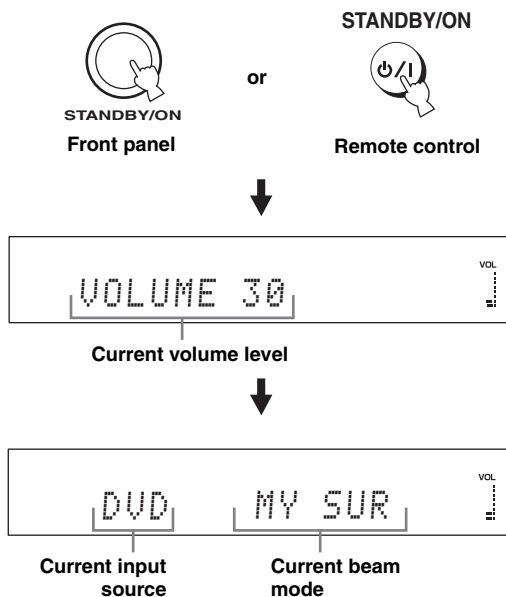 STANDBY/ON
or
⏻/I
STANDBY/ON
Front panel
Remote control
VOL
VOLUME 30
Current volume level
VOL
DVD MY SUR
Current input
source
Current beam
mode